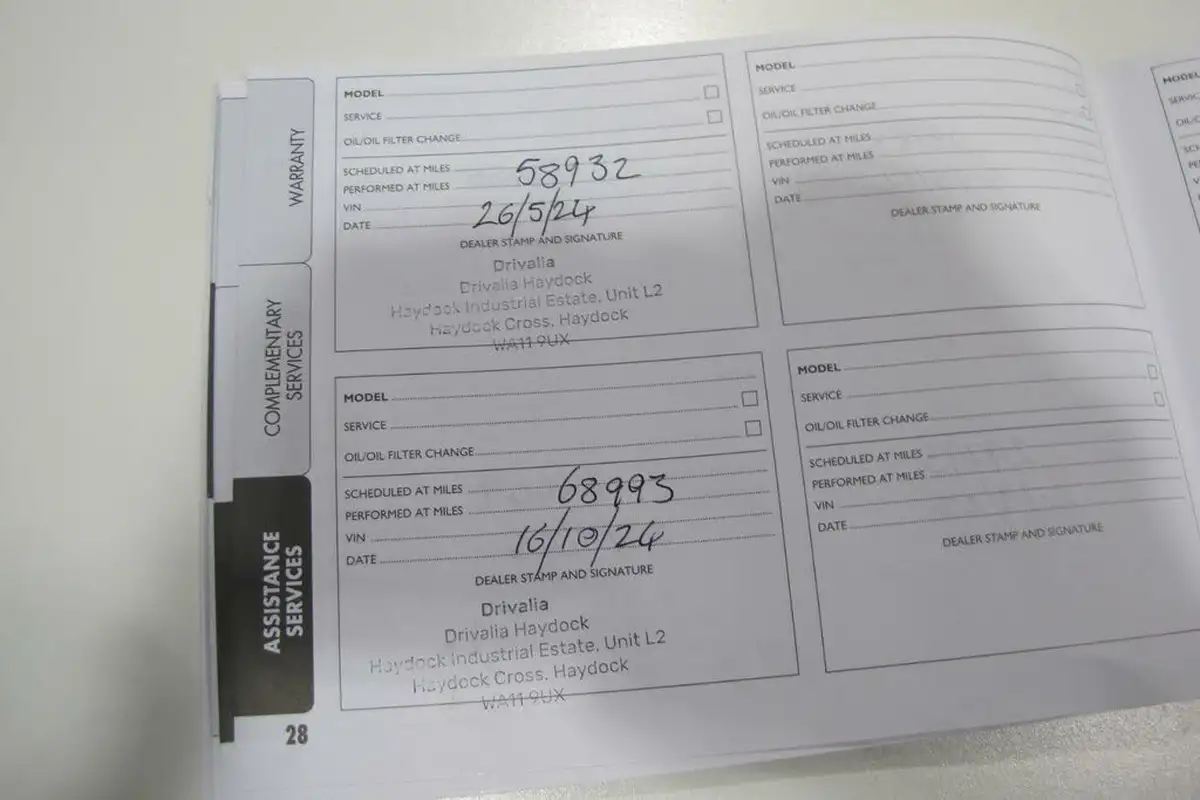 WARRANTY
COMPLEMENTARY
SERVICES
ASSISTANCE
SERVICES
28
MODEL
SERVICE
OIL/OIL FILTER CHANGE
SCHEDULED AT MILES
PERFORMED AT MILES 58932
VIN
DATE 26/5/24
DEALER STAMP AND SIGNATURE
Drivalia
Drivalia Haydock
Haydock Industrial Estate, Unit L2
Haydock Cross, Haydock
WA11 9UX
MODEL
SERVICE
OIL/OIL FILTER CHANGE
SCHEDULED AT MILES 68993
PERFORMED AT MILES
VIN
DATE 16/10/24
DEALER STAMP AND SIGNATURE
Drivalia
Drivalia Haydock
Haydock Industrial Estate, Unit L2
Haydock Cross, Haydock
WA11 9UX
MODEL
SERVICE
OIL/OIL FILTER CHANGE
SCHEDULED AT MILES
PERFORMED AT MILES
VIN
DATE
DEALER STAMP AND SIGNATURE
MODEL
SERVICE
OIL/OIL FILTER CHANGE
SCHEDULED AT MILES
PERFORMED AT MILES
VIN
DATE
DEALER STAMP AND SIGNATURE
MODEL